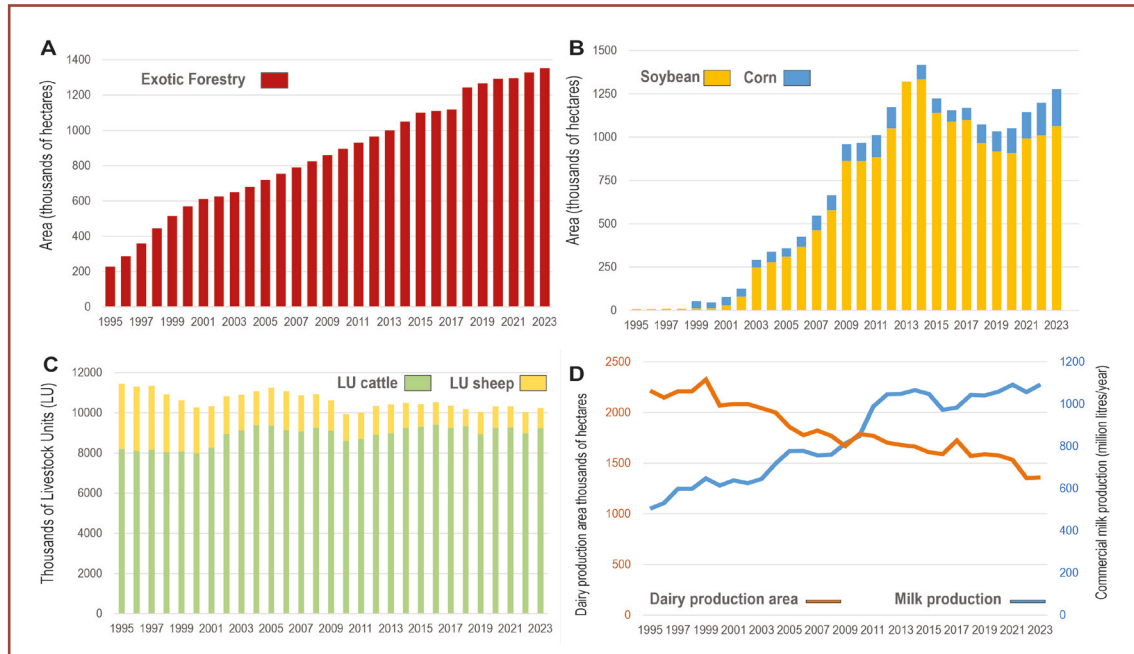 A
Exotic Forestry
Area (thousands of hectares)
1400
1200
1000
800
600
400
200
0
1995 1997 1999 2001 2003 2005 2007 2009 2011 2013 2015 2017 2019 2021 2023
B
Soybean Corn
Area (thousands of hectares)
1500
1250
1000
750
500
250
0
1995 1997 1999 2001 2003 2005 2007 2009 2011 2013 2015 2017 2019 2021 2023
C
LU cattle LU sheep
Thousands of Livestock Units (LU)
12000
10000
8000
6000
4000
2000
0
1995 1997 1999 2001 2003 2005 2007 2009 2011 2013 2015 2017 2019 2021 2023
D
Dairy production area thousands of hectares
2500
2000
1500
1000
500
0
Commercial milk production (million litres/year)
1200
1000
800
600
400
200
0
Dairy production area Milk production
1995 1997 1999 2001 2003 2005 2007 2009 2011 2013 2015 2017 2019 2021 2023